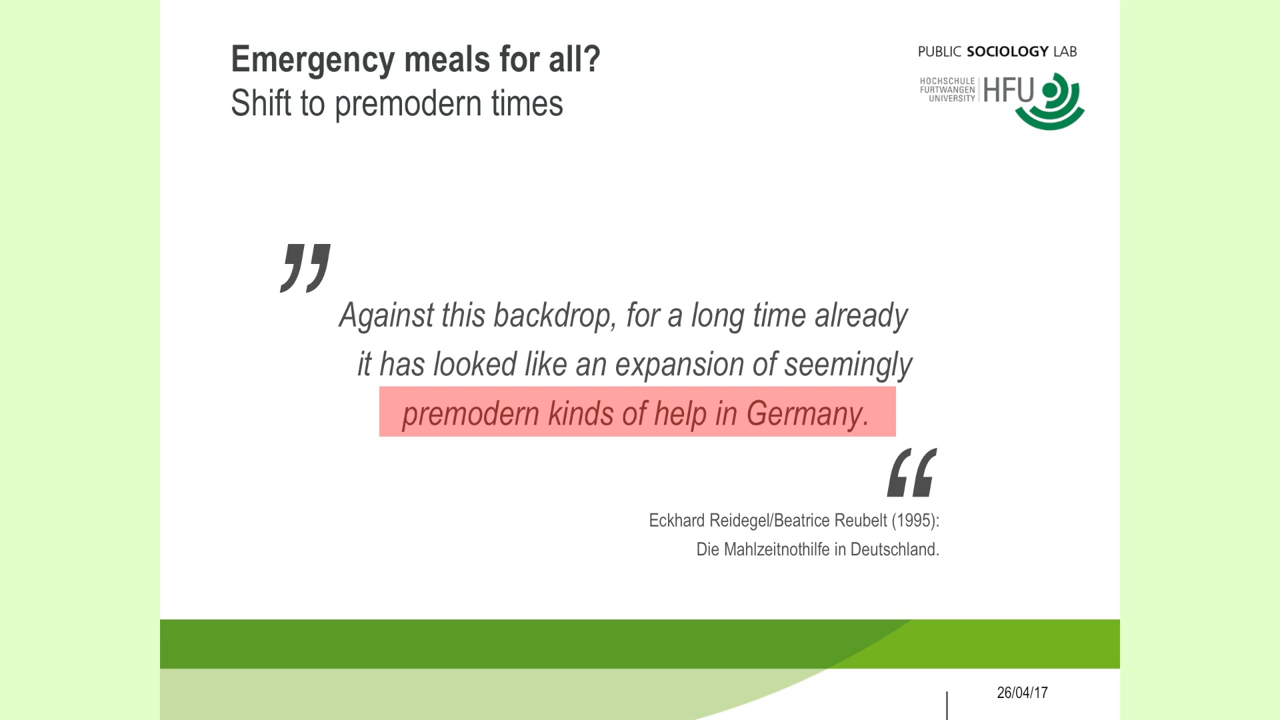 Emergency meals for all?
Shift to premodern times
PUBLIC SOCIOLOGY LAB
HOCHSCHULE
FURTWANGEN
UNIVERSITY
HFU
”
Against this backdrop, for a long time already
it has looked like an expansion of seemingly
premodern kinds of help in Germany.
“
Eckhard Reidegel/Beatrice Reubelt (1995):
Die Mahlzeitnothilfe in Deutschland.
26/04/17